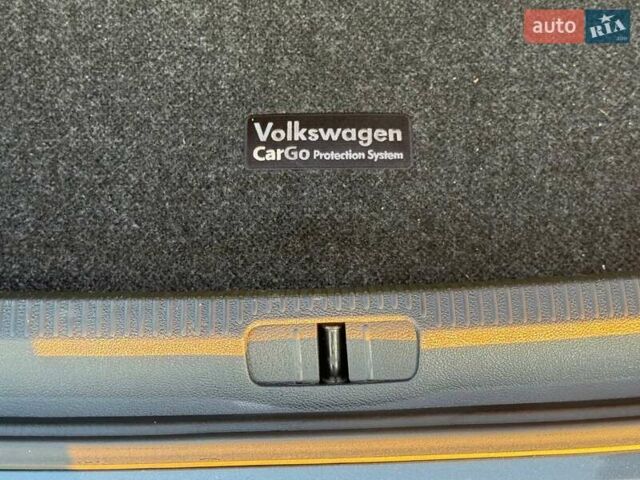 auto RIA
Volkswagen
CarGo Protection System